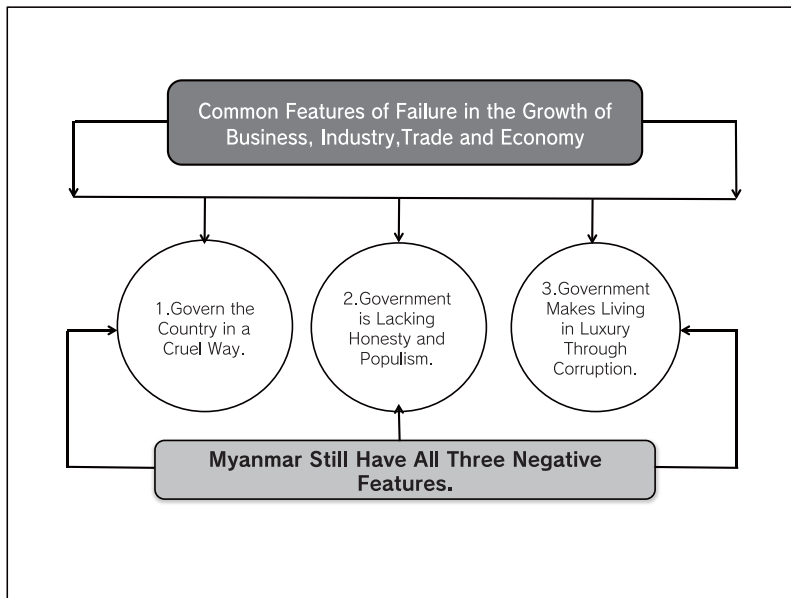 Common Features of Failure in the Growth of
Business, Industry,Trade and Economy
1.Govern the
Country in a
Cruel Way.
2.Government
is Lacking
Honesty and
Populism.
3.Government
Makes Living
in Luxury
Through
Corruption.
Myanmar Still Have All Three Negative
Features.